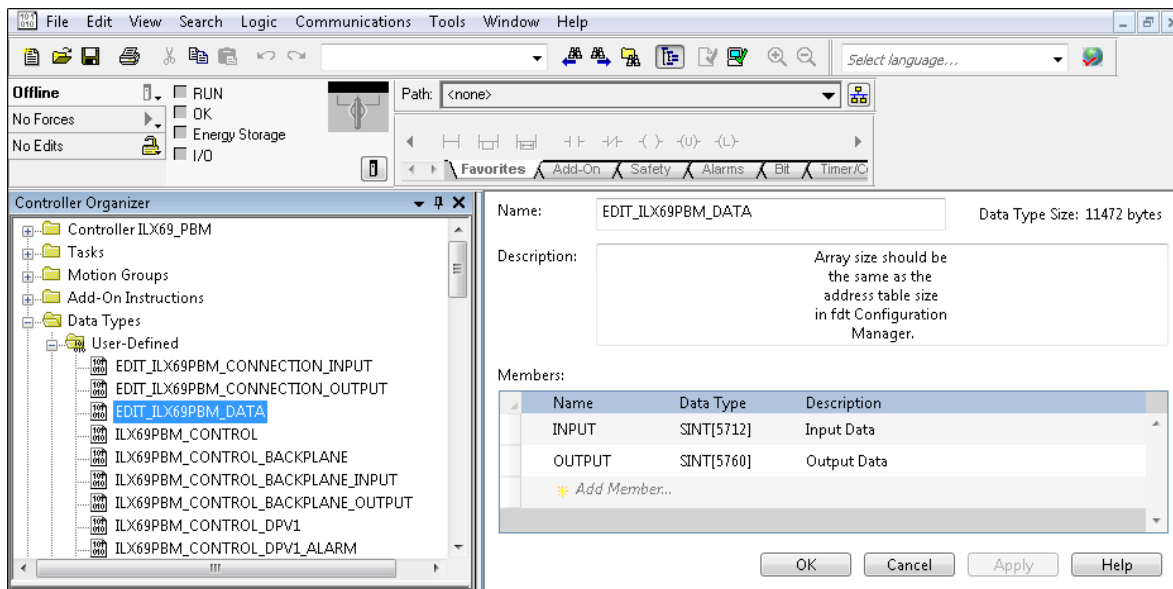 File Edit View Search Logic Communications Tools Window Help
Select language...
Offline
RUN
Path: <none>
No Forces
OK
No Edits
Energy Storage
I/O
Favorites Add-On Safety Alarms Bit Timer/C
Controller Organizer
Controller ILX69_PBM
Tasks
Motion Groups
Add-On Instructions
Data Types
User-Defined
EDIT_ILX69PBM_CONNECTION_INPUT
EDIT_ILX69PBM_CONNECTION_OUTPUT
EDIT_ILX69PBM_DATA
ILX69PBM_CONTROL
ILX69PBM_CONTROL_BACKPLANE
ILX69PBM_CONTROL_BACKPLANE_INPUT
ILX69PBM_CONTROL_BACKPLANE_OUTPUT
ILX69PBM_CONTROL_DPV1
ILX69PBM_CONTROL_DPV1_ALARM
Name: EDIT_ILX69PBM_DATA Data Type Size: 11472 bytes
Description: Array size should be
the same as the
address table size
in fdt Configuration
Manager.
Members:
Name Data Type Description
INPUT SINT[5712] Input Data
OUTPUT SINT[5760] Output Data
Add Member...
OK Cancel Apply Help